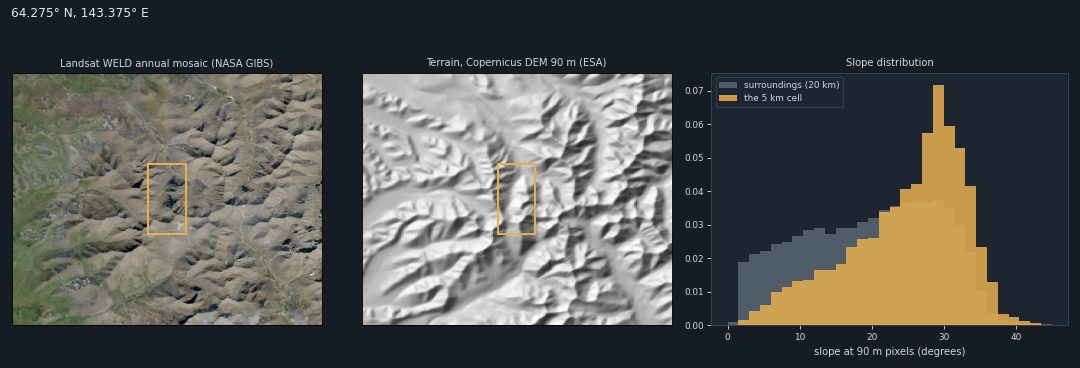 64.275° N, 143.375° E
Landsat WELD annual mosaic (NASA GIBS)
Terrain, Copernicus DEM 90 m (ESA)
Slope distribution
surroundings (20 km)
the 5 km cell
0.07
0.06
0.05
0.04
0.03
0.02
0.01
0.00
0 10 20 30 40
slope at 90 m pixels (degrees)